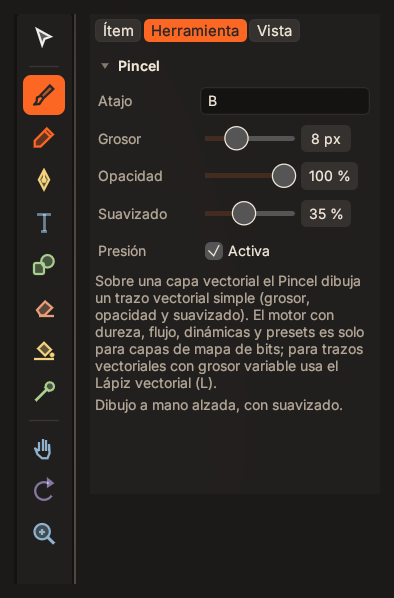 Ítem
Herramienta
Vista
Pincel
Atajo
B
Grosor
8 px
Opacidad
100 %
Suavizado
35 %
Presión
Activa
Sobre una capa vectorial el Pincel dibuja
un trazo vectorial simple (grosor,
opacidad y suavizado). El motor con
dureza, flujo, dinámicas y presets es solo
para capas de mapa de bits; para trazos
vectoriales con grosor variable usa el
Lápiz vectorial (L).
Dibujo a mano alzada, con suavizado.